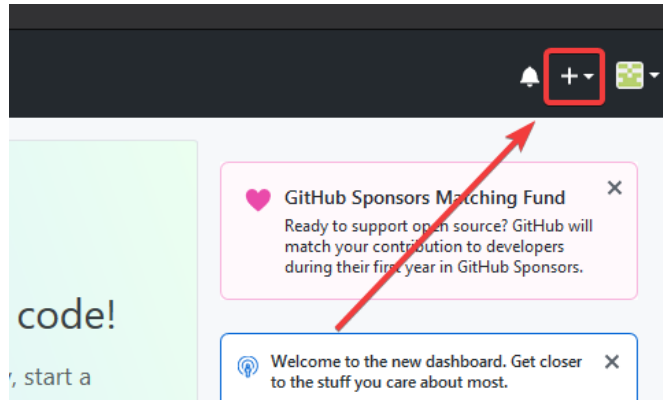 GitHub Sponsors Matching Fund
Ready to support open source? GitHub will
match your contribution to developers
during their first year in GitHub Sponsors.
code!
, start a
Welcome to the new dashboard. Get closer
to the stuff you care about most.